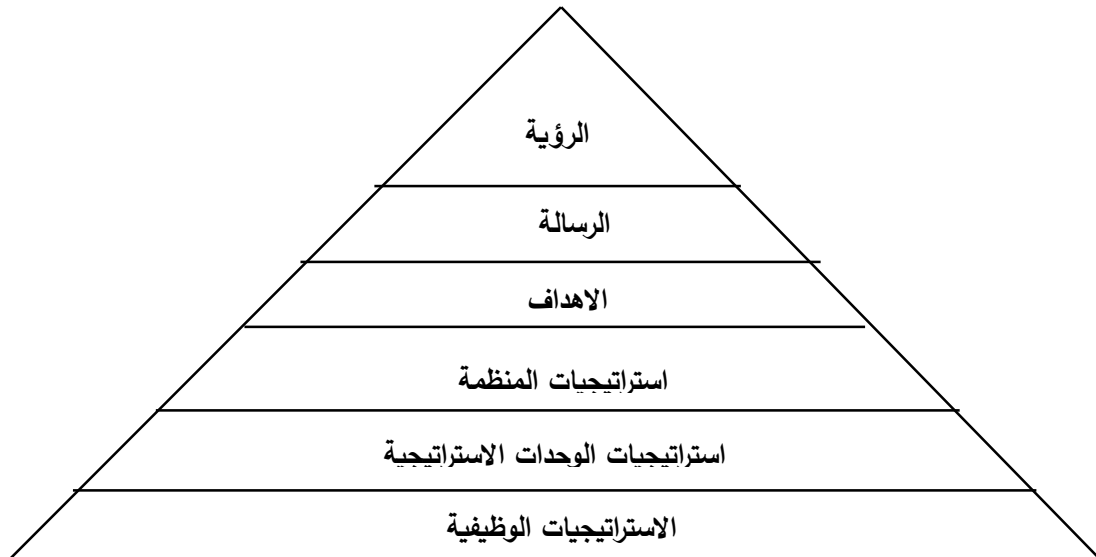 الرؤية
الرسالة
الاهداف
استراتيجيات المنظمة
استراتيجيات الوحدات الاستراتيجية
الاستراتيجيات الوظيفية